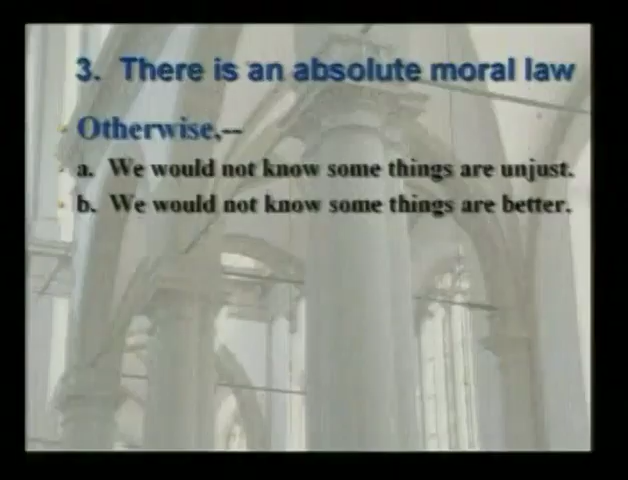 3. There is an absolute moral law
Otherwise,--
a. We would not know some things are unjust.
b. We would not know some things are better.